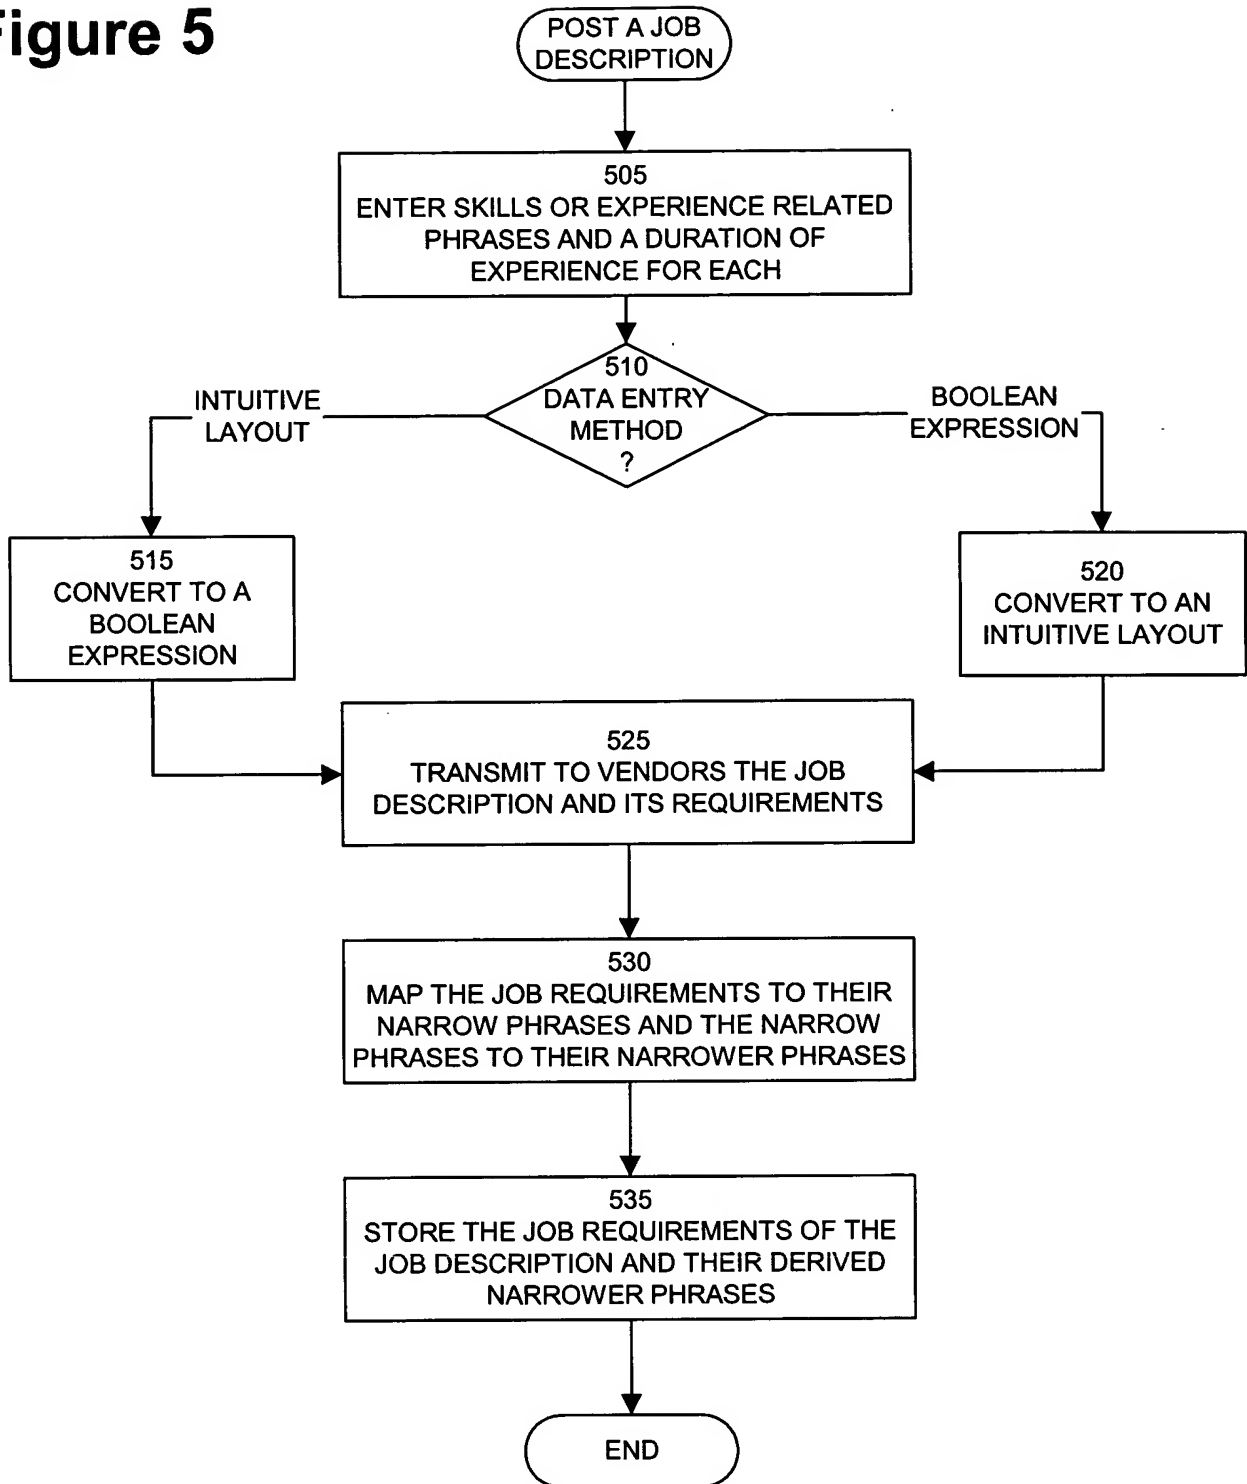 Figure 5
POST A JOB
DESCRIPTION
505
ENTER SKILLS OR EXPERIENCE RELATED
PHRASES AND A DURATION OF
EXPERIENCE FOR EACH
510
DATA ENTRY
METHOD
?
INTUITIVE
LAYOUT
BOOLEAN
EXPRESSION
515
CONVERT TO A
BOOLEAN
EXPRESSION
520
CONVERT TO AN
INTUITIVE LAYOUT
525
TRANSMIT TO VENDORS THE JOB
DESCRIPTION AND ITS REQUIREMENTS
530
MAP THE JOB REQUIREMENTS TO THEIR
NARROW PHRASES AND THE NARROW
PHRASES TO THEIR NARROWER PHRASES
535
STORE THE JOB REQUIREMENTS OF THE
JOB DESCRIPTION AND THEIR DERIVED
NARROWER PHRASES
END